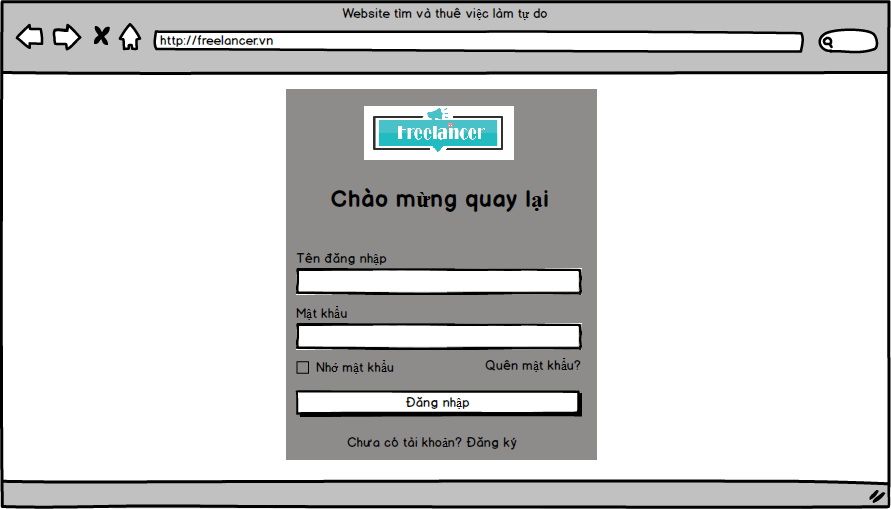 Website tìm và thuê việc làm tự do
http://freelancer.vn
Freelancer
Chào mừng quay lại
Tên đăng nhập
Mật khẩu
Nhớ mật khẩu
Quên mật khẩu?
Đăng nhập
Chưa có tài khoản? Đăng ký